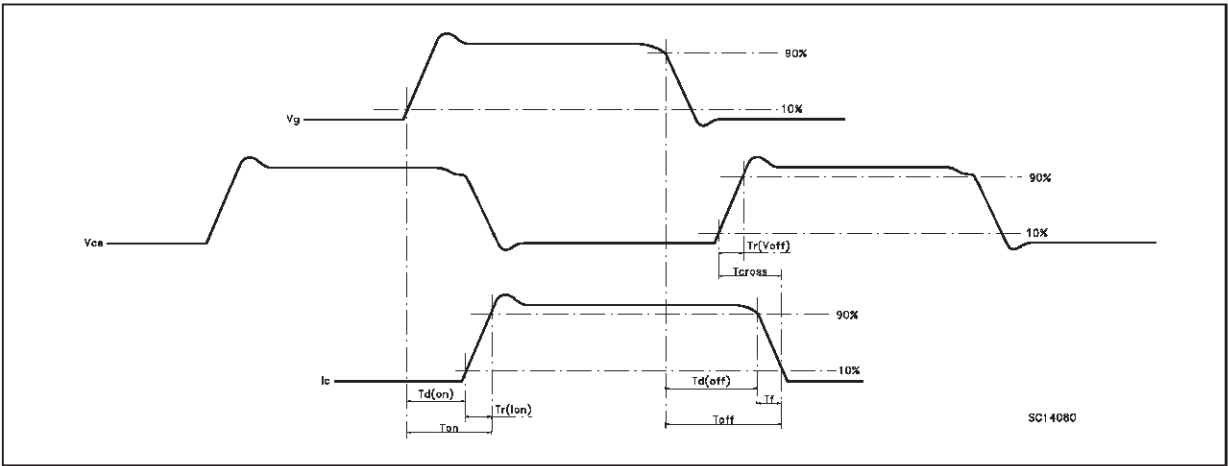 90%
10%
Vg
90%
Vce
10%
Tr(Voff)
Tcross
90%
Ic
10%
Td(on)
Td(off)
Tf
Tr(Ion)
Ton
Toff
SC14080